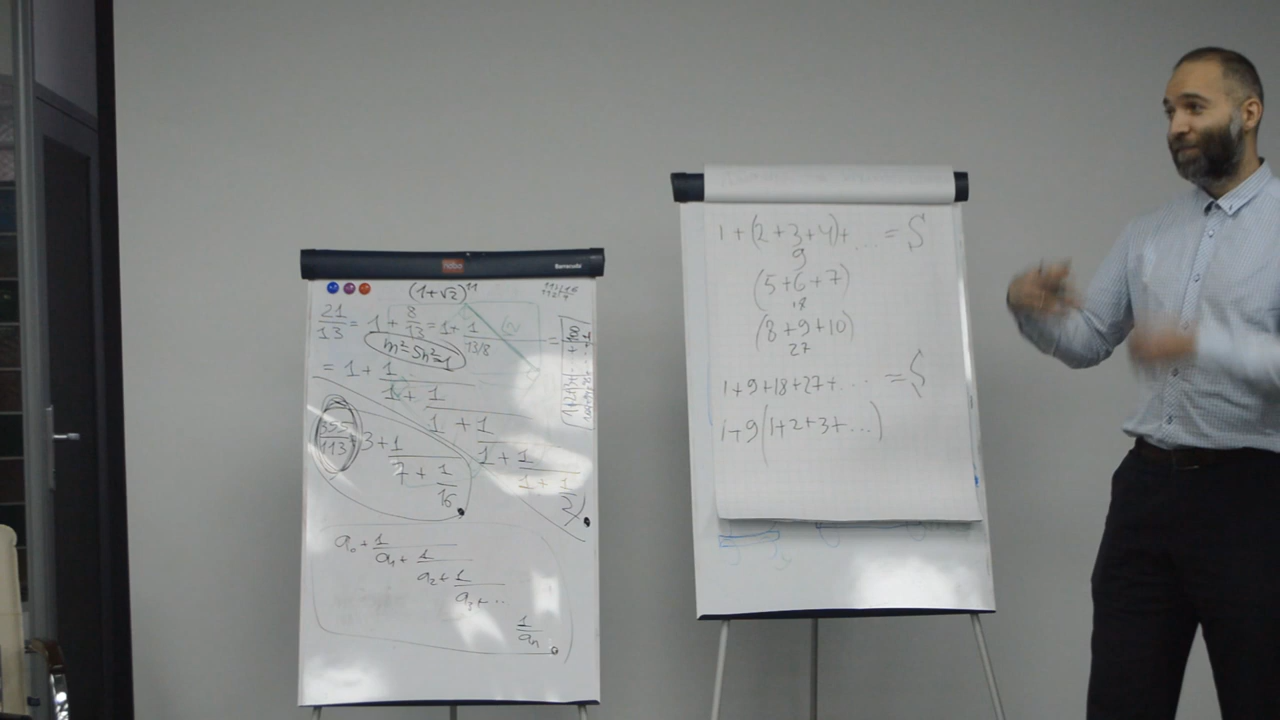 nobo
Barracuda
(1+√2)¹¹
21/13 = 1 + 8/13 = 1 + 1/(13/8) =
m²-5n²=1
= 1 + 1
1 + 1
1 + 1
1 + 1
1 + 1
2
355/113 = 3 + 1
7 + 1
16
a₀ + 1
a₁ + 1
a₂ + 1
a₃ + ..
1
aₙ
1 + (2+3+4) + ... = S
9
(5+6+7)
18
(8+9+10)
27
1+9+18+27+ ... = S
1+9(1+2+3+...)